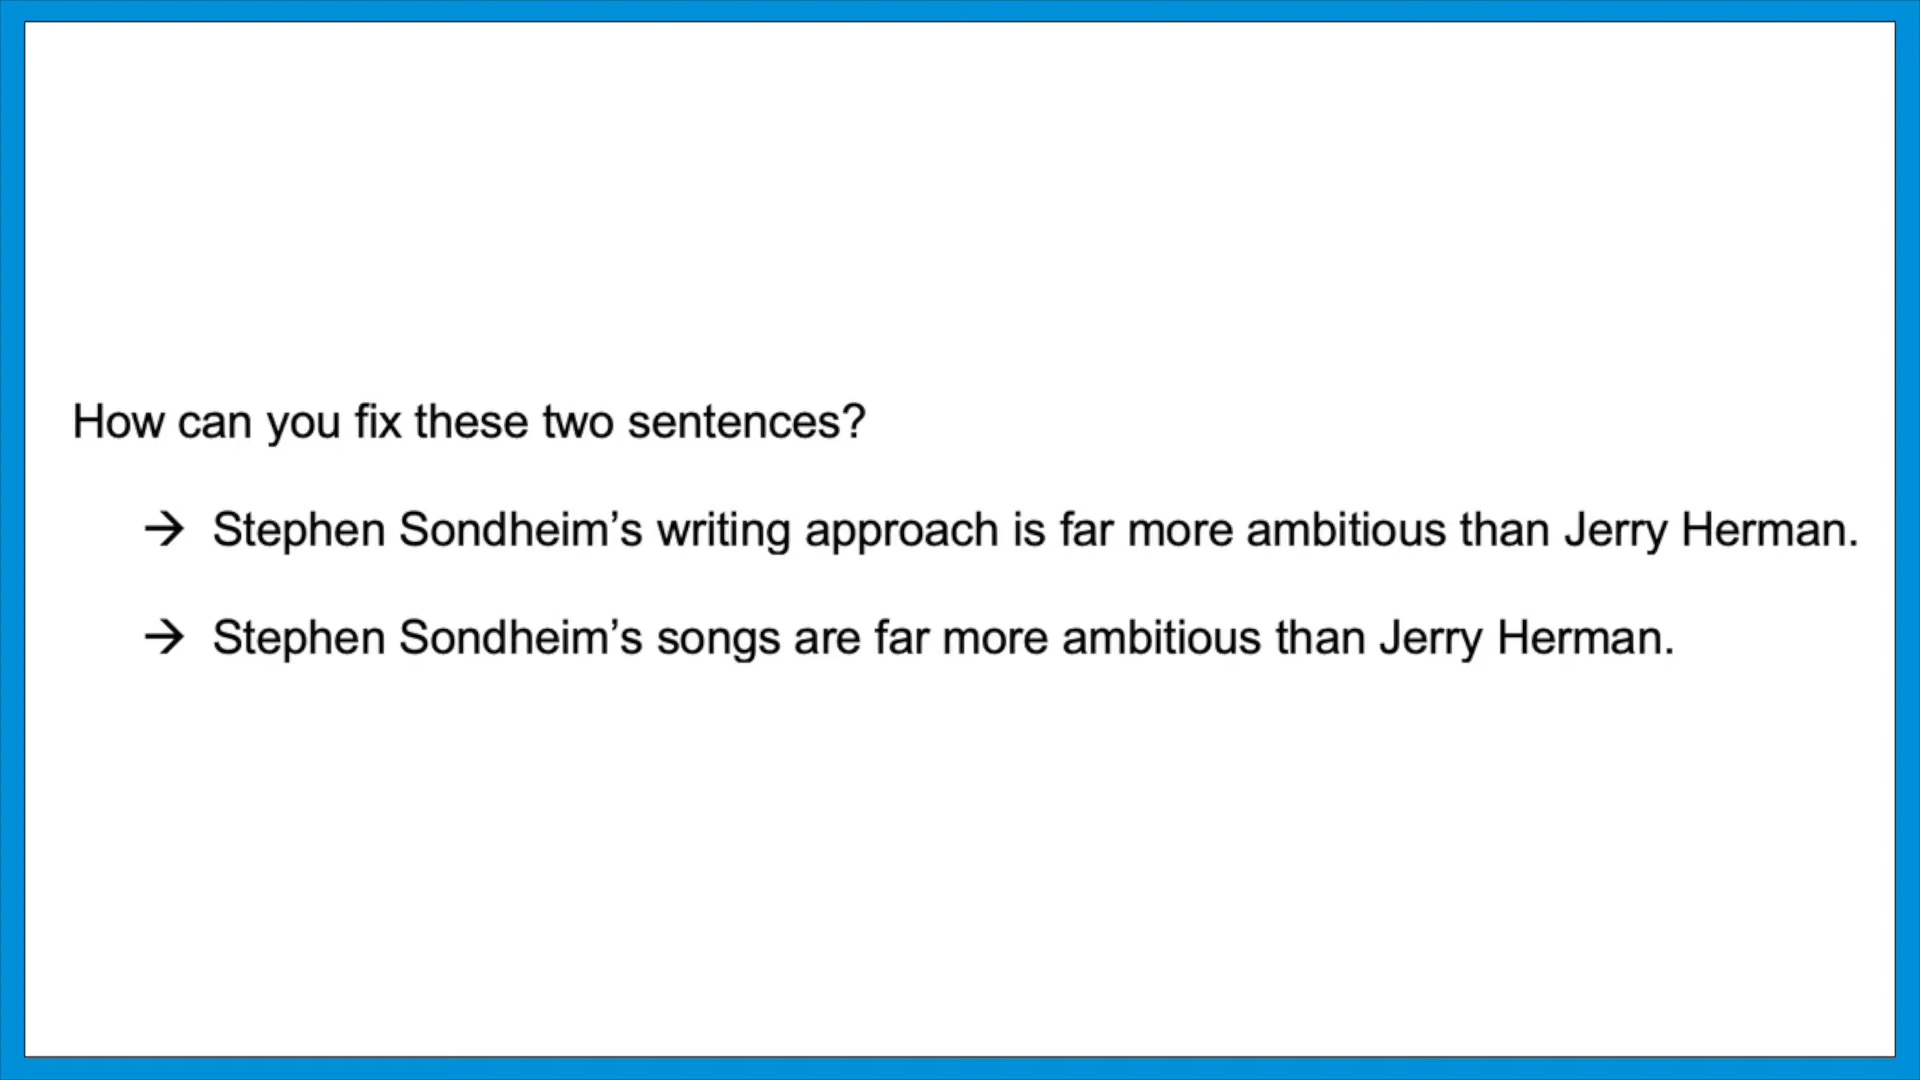 How can you fix these two sentences?
→ Stephen Sondheim’s writing approach is far more ambitious than Jerry Herman.
→ Stephen Sondheim’s songs are far more ambitious than Jerry Herman.